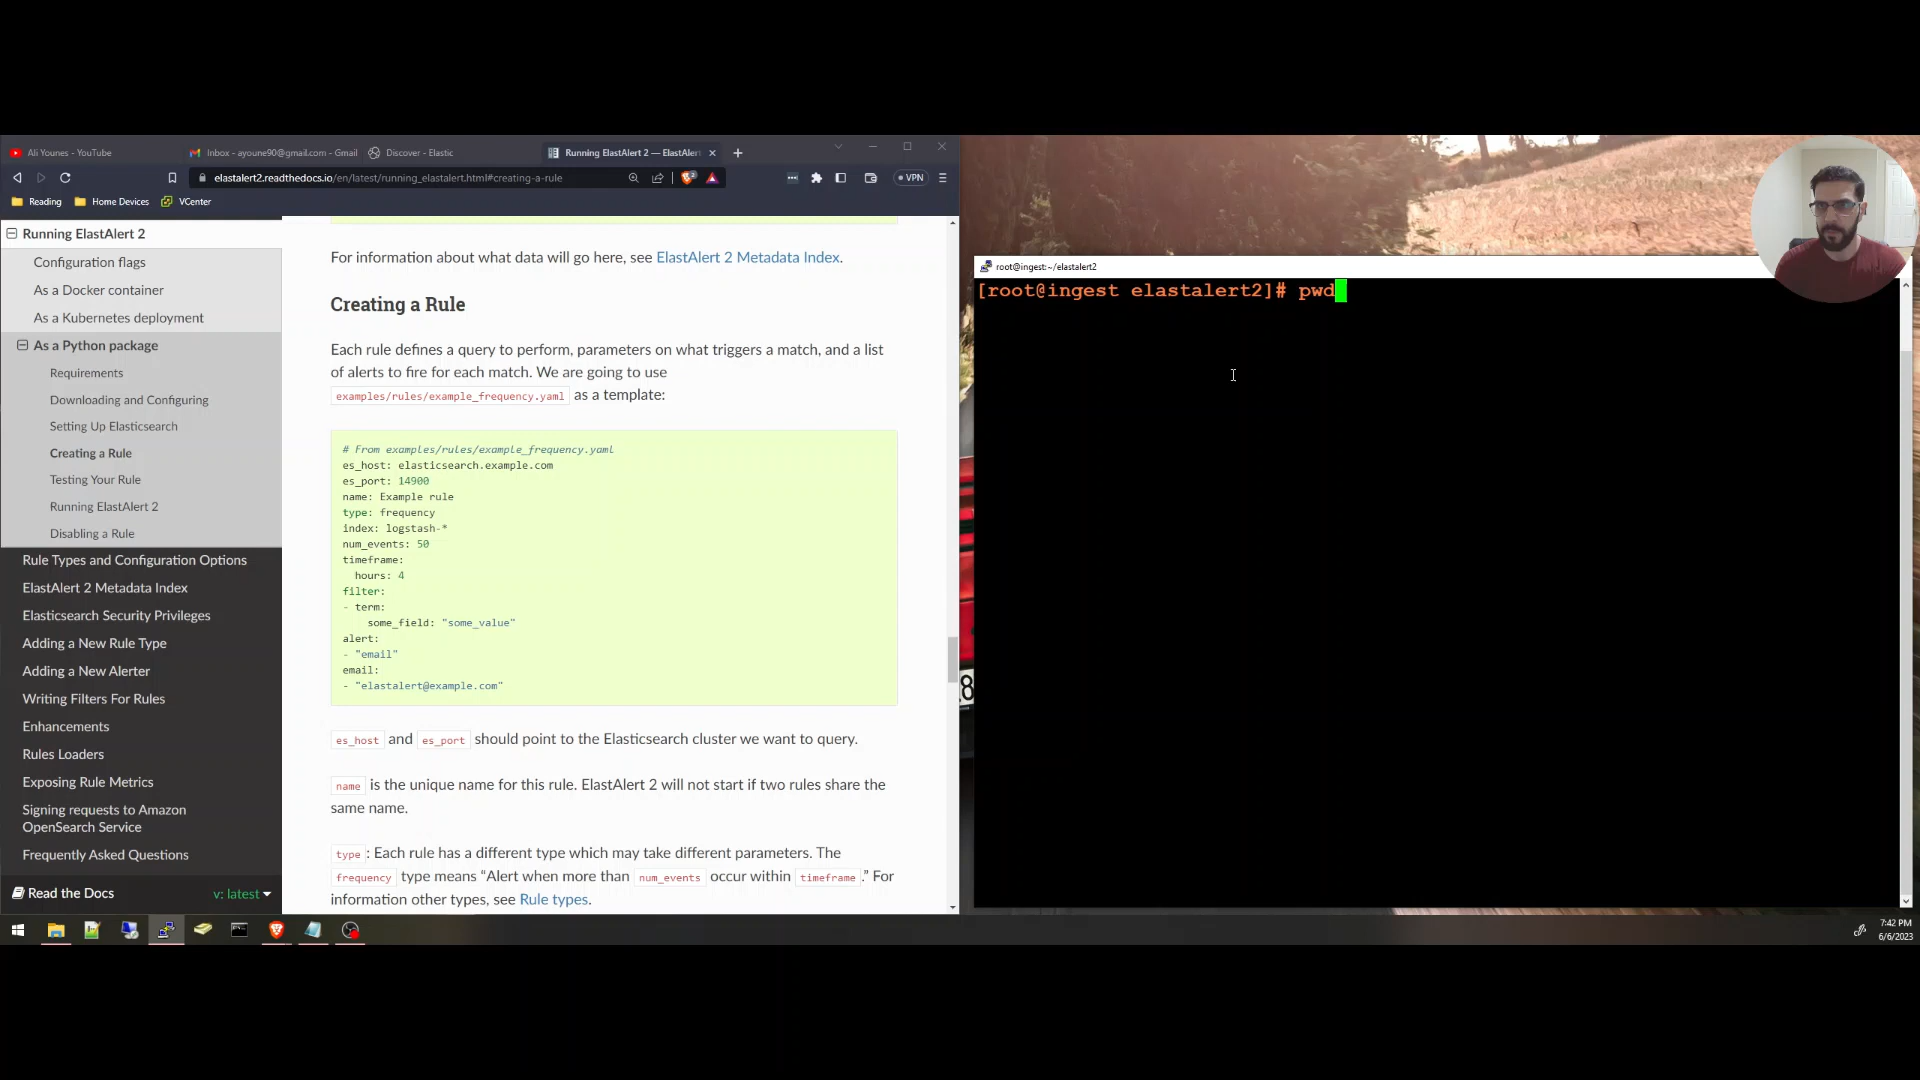 Ali Younes - YouTube
Inbox - ayoune90@gmail.com - Gmail
Discover - Elastic
Running ElastAlert 2 — ElastAler
elastalert2.readthedocs.io/en/latest/running_elastalert.html#creating-a-rule
VPN
Reading
Home Devices
VCenter
Running ElastAlert 2
Configuration flags
As a Docker container
As a Kubernetes deployment
As a Python package
Requirements
Downloading and Configuring
Setting Up Elasticsearch
Creating a Rule
Testing Your Rule
Running ElastAlert 2
Disabling a Rule
Rule Types and Configuration Options
ElastAlert 2 Metadata Index
Elasticsearch Security Privileges
Adding a New Rule Type
Adding a New Alerter
Writing Filters For Rules
Enhancements
Rules Loaders
Exposing Rule Metrics
Signing requests to Amazon
OpenSearch Service
Frequently Asked Questions
Read the Docs
v: latest
For information about what data will go here, see ElastAlert 2 Metadata Index.
Creating a Rule
Each rule defines a query to perform, parameters on what triggers a match, and a list
of alerts to fire for each match. We are going to use
examples/rules/example_frequency.yaml as a template:
# From examples/rules/example_frequency.yaml
es_host: elasticsearch.example.com
es_port: 14900
name: Example rule
type: frequency
index: logstash-*
num_events: 50
timeframe:
hours: 4
filter:
- term:
some_field: "some_value"
alert:
- "email"
email:
- "elastalert@example.com"
es_host and es_port should point to the Elasticsearch cluster we want to query.
name is the unique name for this rule. ElastAlert 2 will not start if two rules share the
same name.
type : Each rule has a different type which may take different parameters. The
frequency type means “Alert when more than num_events occur within timeframe .” For
information other types, see Rule types.
root@ingest:~/elastalert2
[root@ingest elastalert2]# pwd
8
7:42 PM
6/6/2023